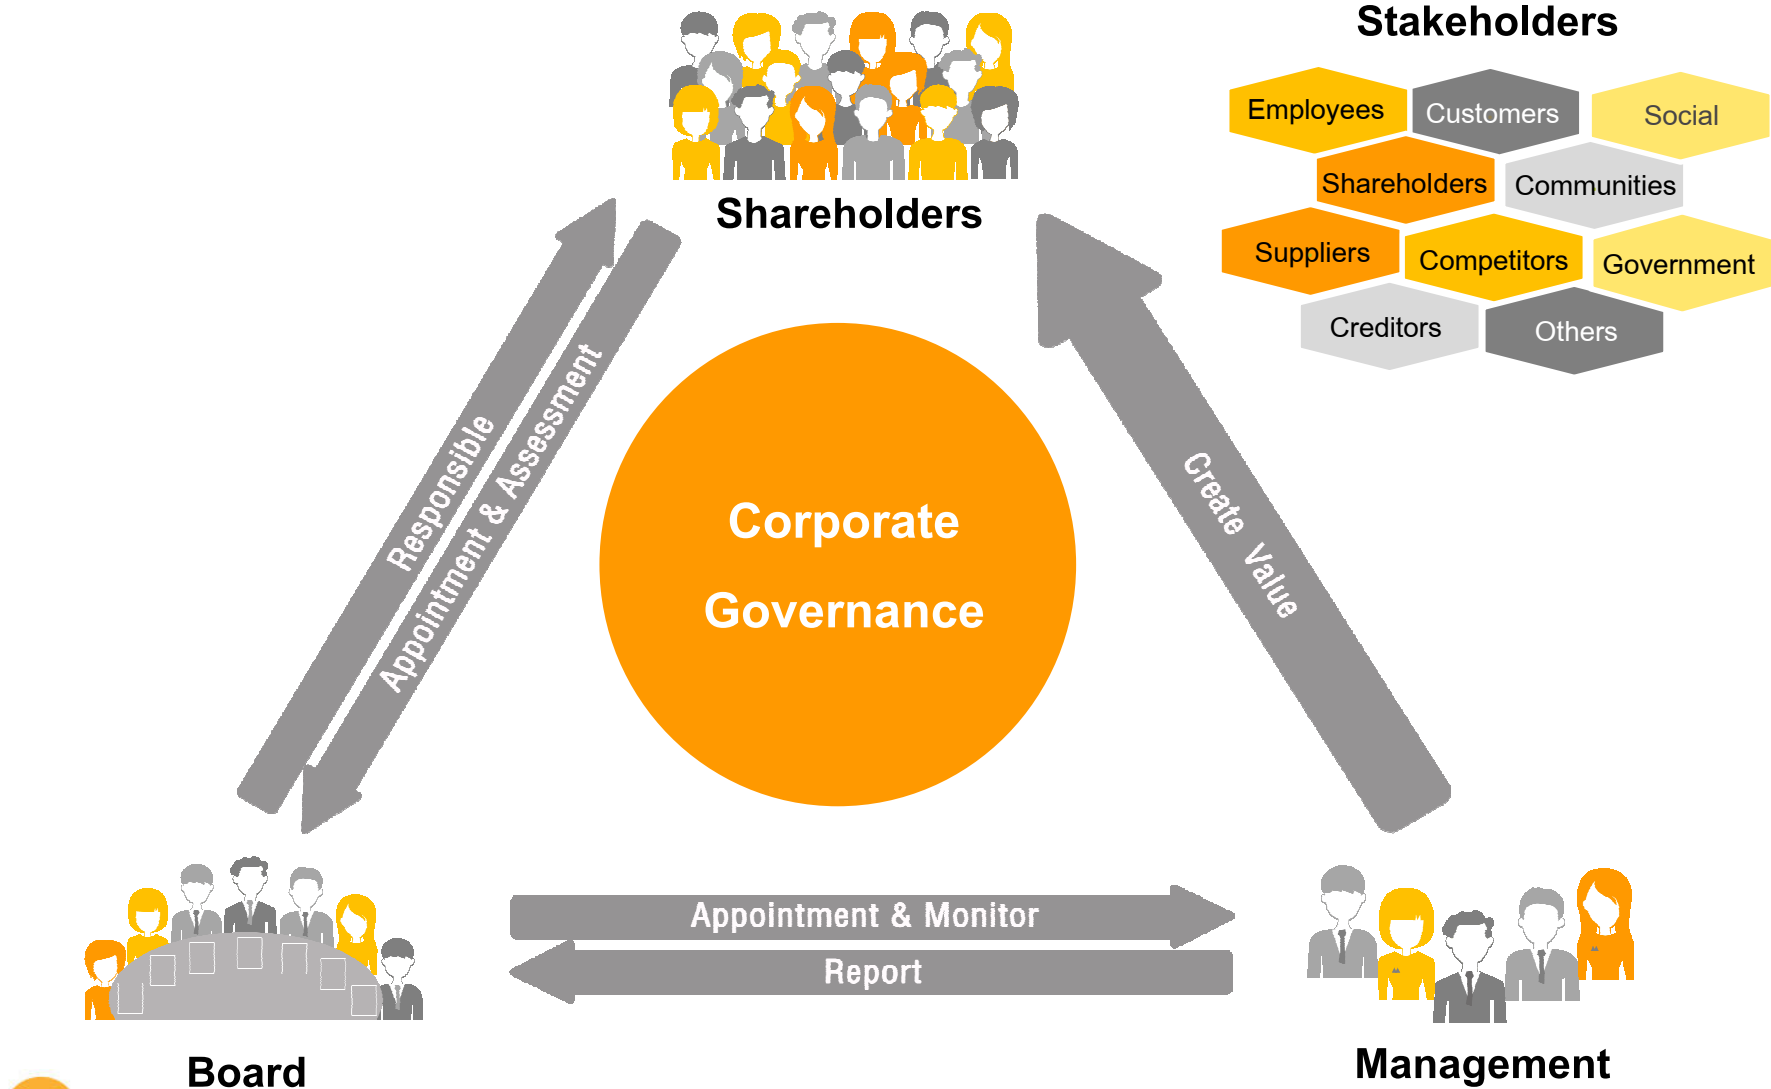 Stakeholders
Employees
Customers
Social
Shareholders
Communities
Suppliers
Competitors
Government
Creditors
Others
Shareholders
Responsible
Appointment & Assessment
Corporate
Governance
Create Value
Appointment & Monitor
Report
Board
Management